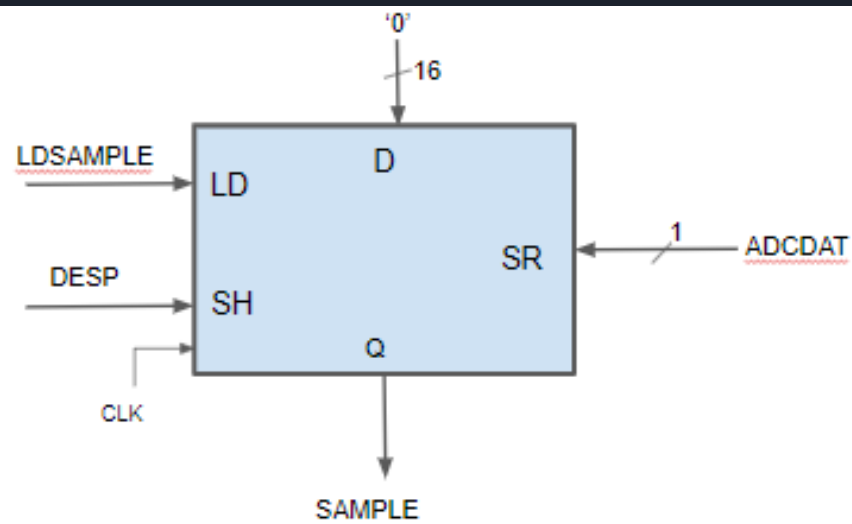 '0'
16
LDSAMPLE
D
LD
1
SR
ADCDAT
DESP
SH
Q
CLK
SAMPLE